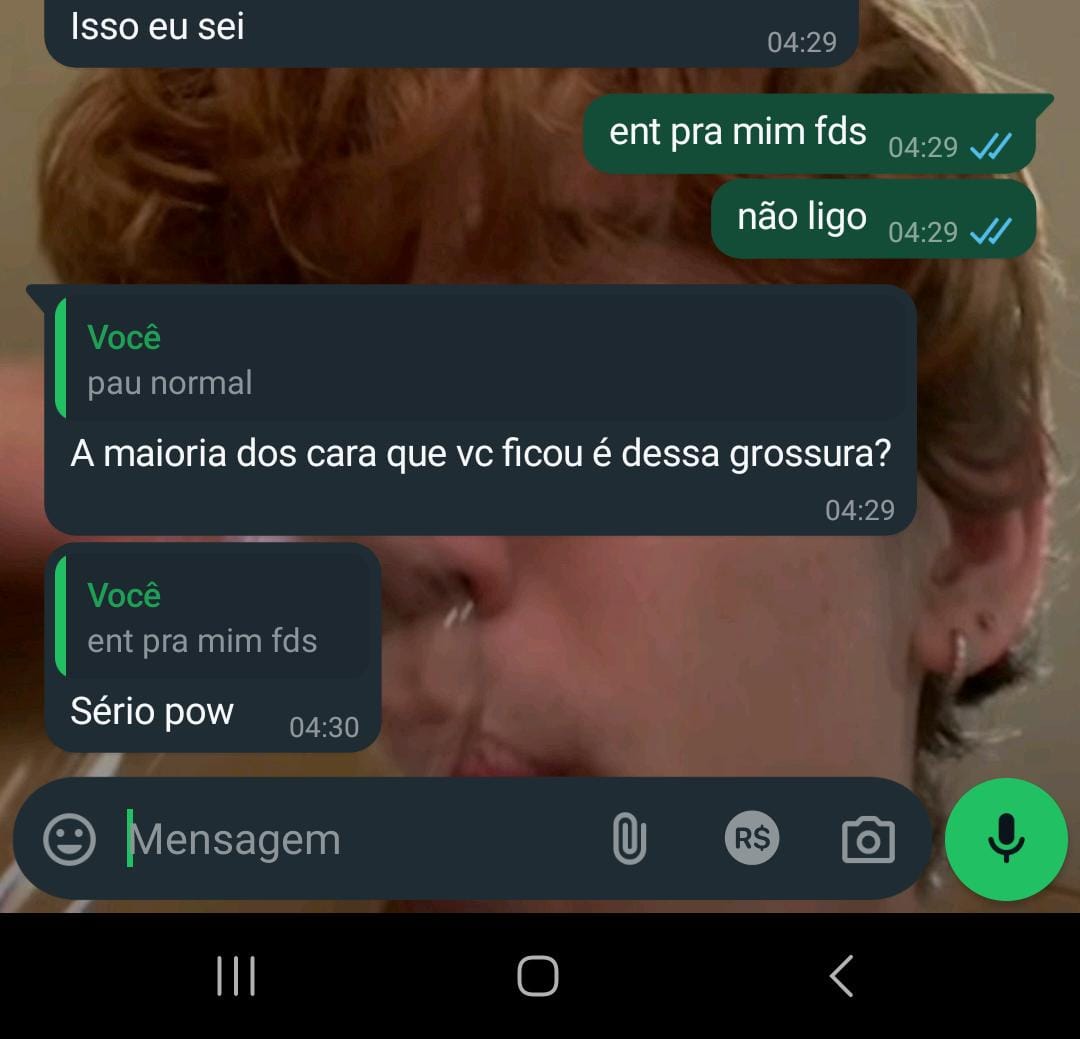 Isso eu sei
04:29
ent pra mim fds 04:29
não ligo 04:29
Você
pau normal
A maioria dos cara que vc ficou é dessa grossura?
04:29
Você
ent pra mim fds
Sério pow 04:30
Mensagem R$